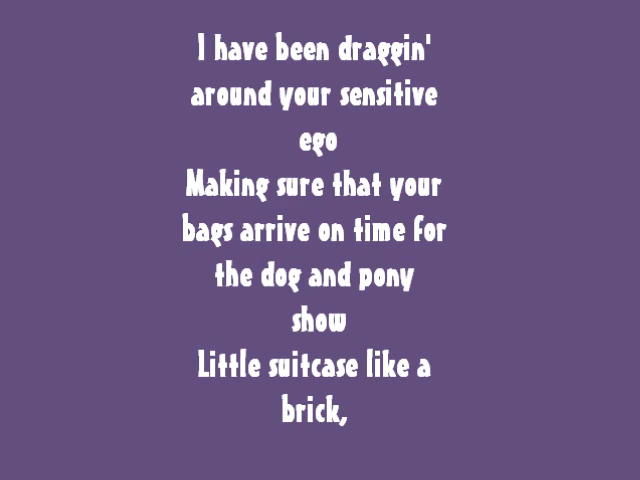 I have been draggin'
around your sensitive
ego
Making sure that your
bags arrive on time for
the dog and pony
show
Little suitcase like a
brick,